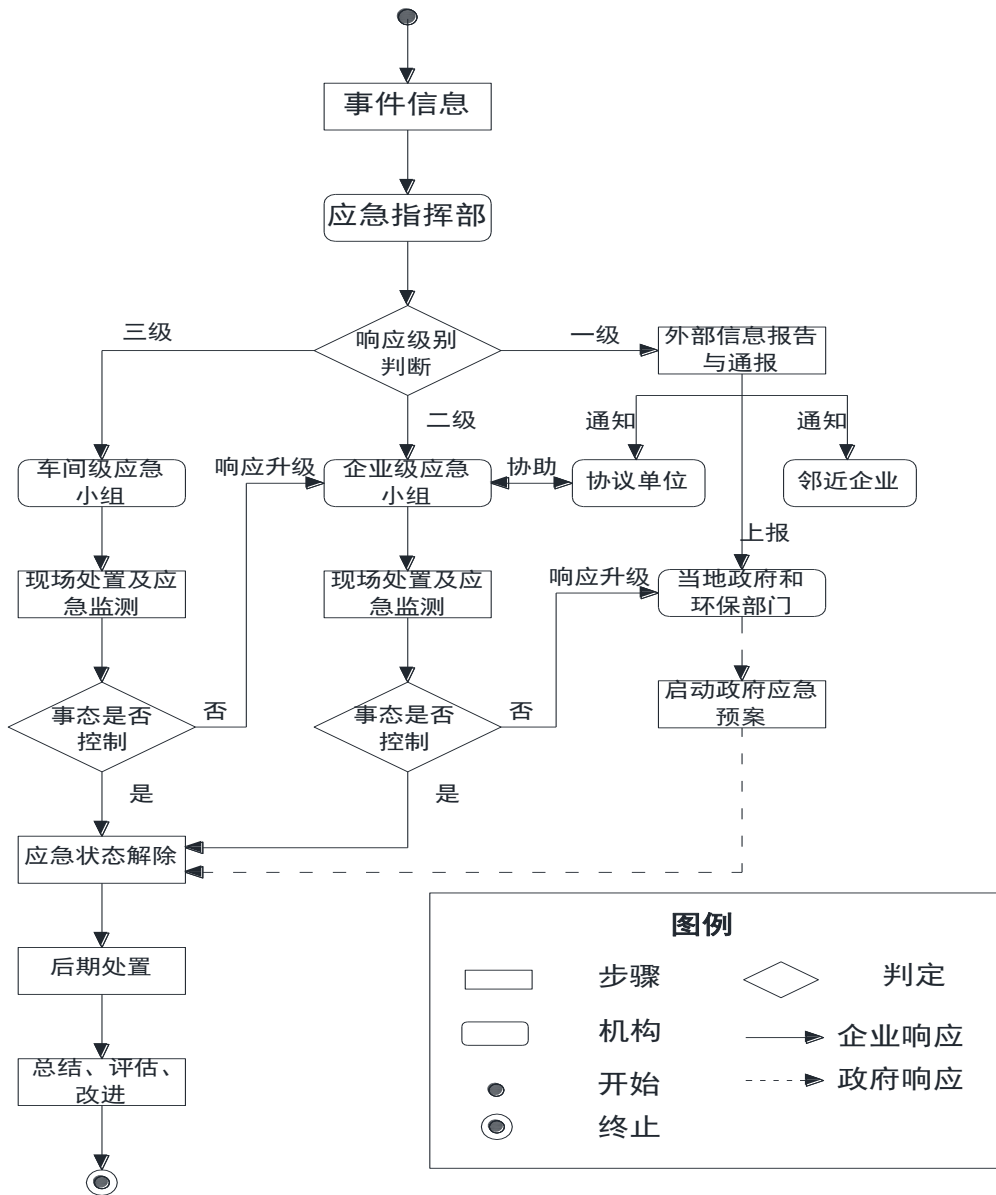 事件信息
应急指挥部
三级
响应级别
判断
一级
外部信息报告
与通报
二级
通知
通知
车间级应急
小组
响应升级
企业级应急
小组
协助
协议单位
邻近企业
上报
现场处置及应
急监测
现场处置及应
急监测
响应升级
当地政府和
环保部门
事态是否
控制
否
事态是否
控制
否
启动政府应急
预案
是
是
应急状态解除
后期处置
总结、评估、
改进
图例
步骤
判定
机构
企业响应
开始
政府响应
终止